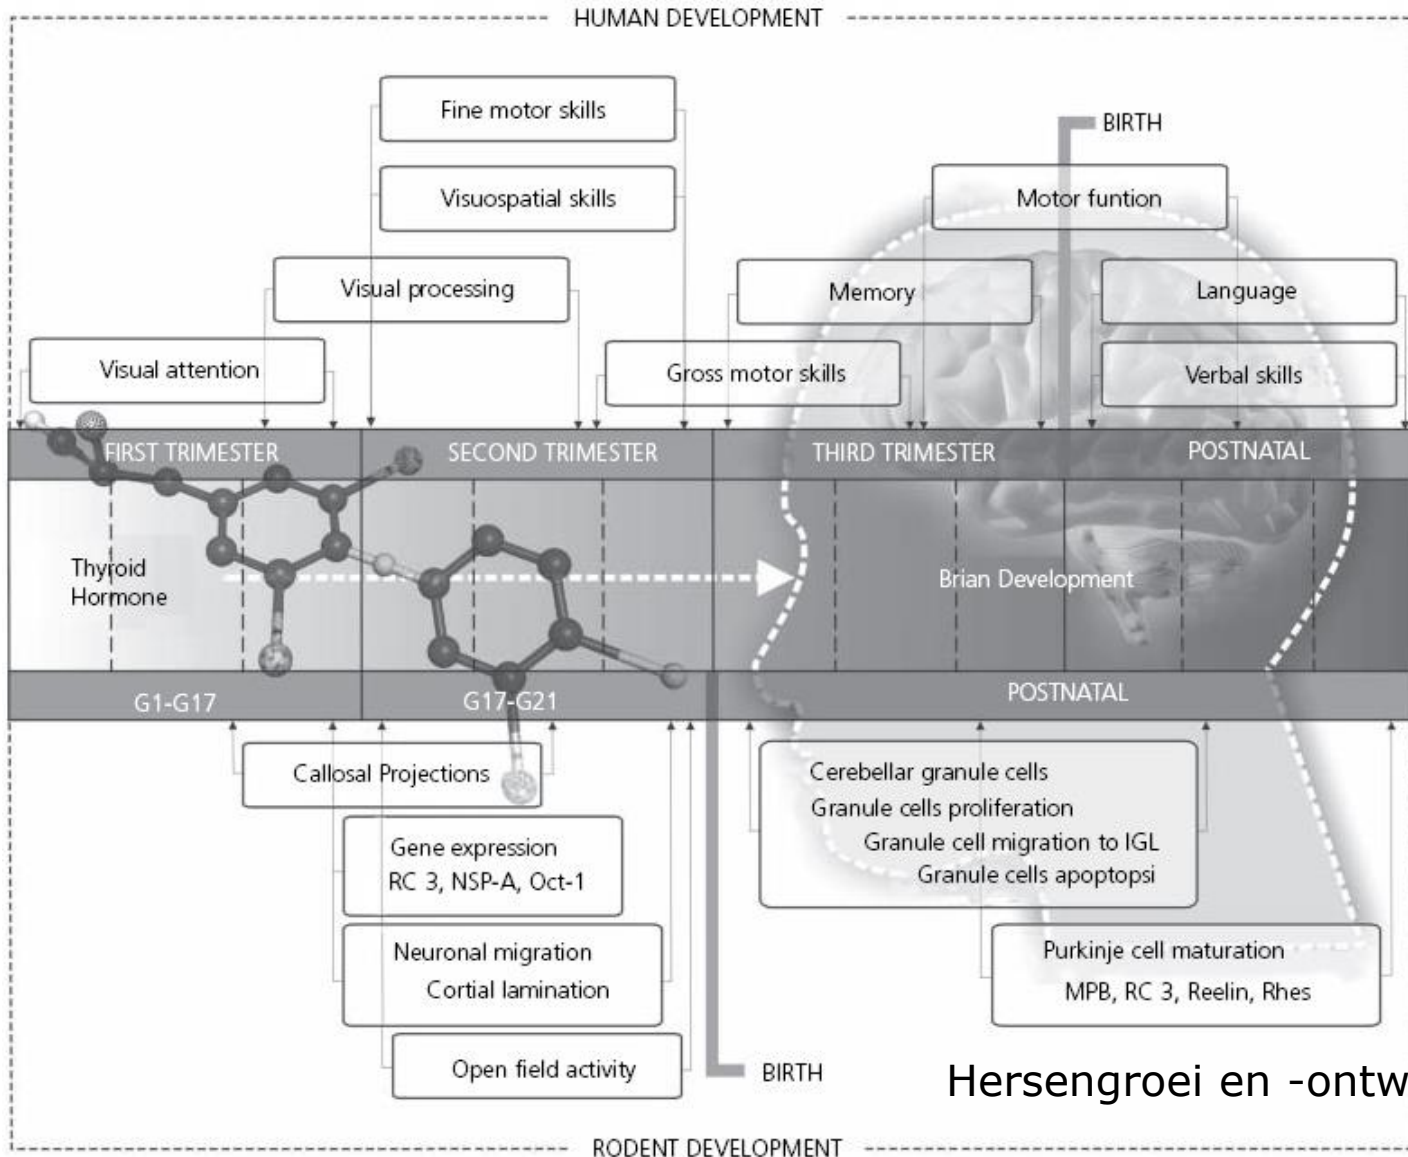 HUMAN DEVELOPMENT
Fine motor skills
BIRTH
Visuospatial skills
Motor funtion
Visual processing
Memory
Language
Visual attention
Gross motor skills
Verbal skills
FIRST TRIMESTER
SECOND TRIMESTER
THIRD TRIMESTER
POSTNATAL
Thyroid
Hormone
Brian Development
G1-G17
G17-G21
POSTNATAL
Callosal Projections
Cerebellar granule cells
Granule cells proliferation
Granule cell migration to IGL
Granule cells apoptopsi
Gene expression
RC 3, NSP-A, Oct-1
Neuronal migration
Cortial lamination
Purkinje cell maturation
MPB, RC 3, Reelin, Rhes
Open field activity
BIRTH
Hersengroei en -ontw
RODENT DEVELOPMENT